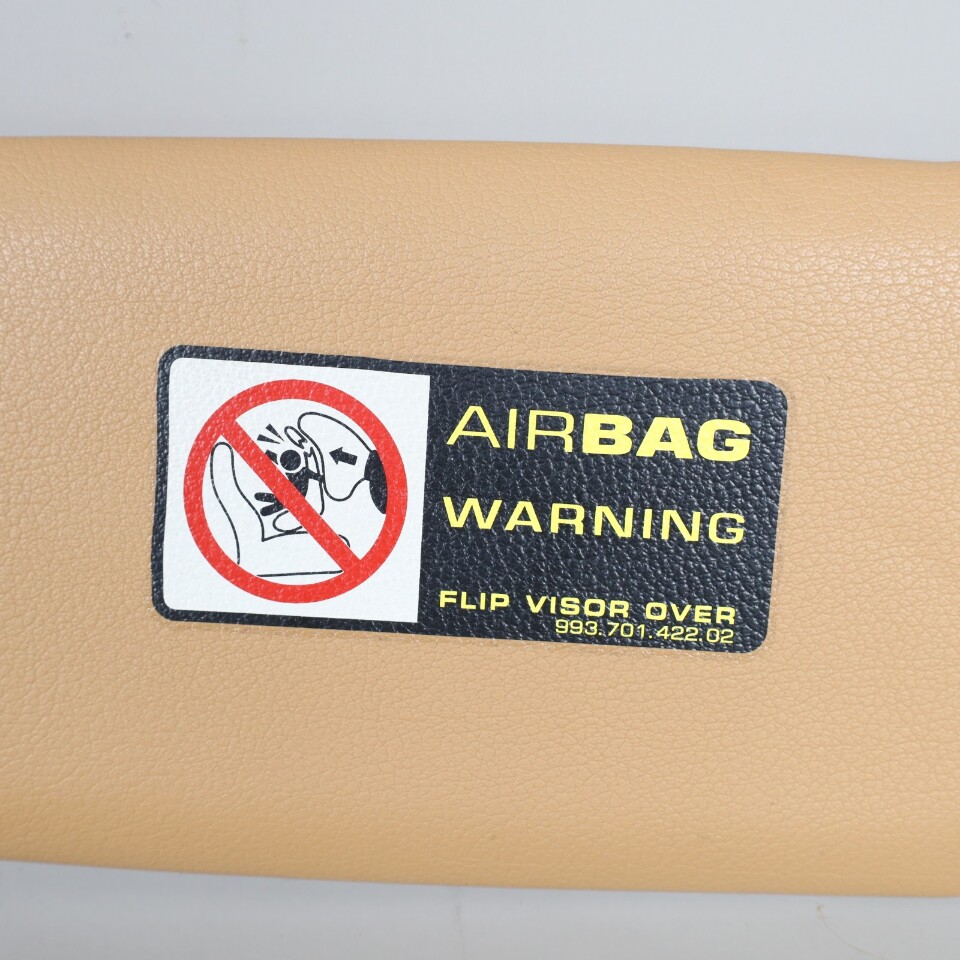 AIRBAG
WARNING
FLIP VISOR OVER
993.701.422.02